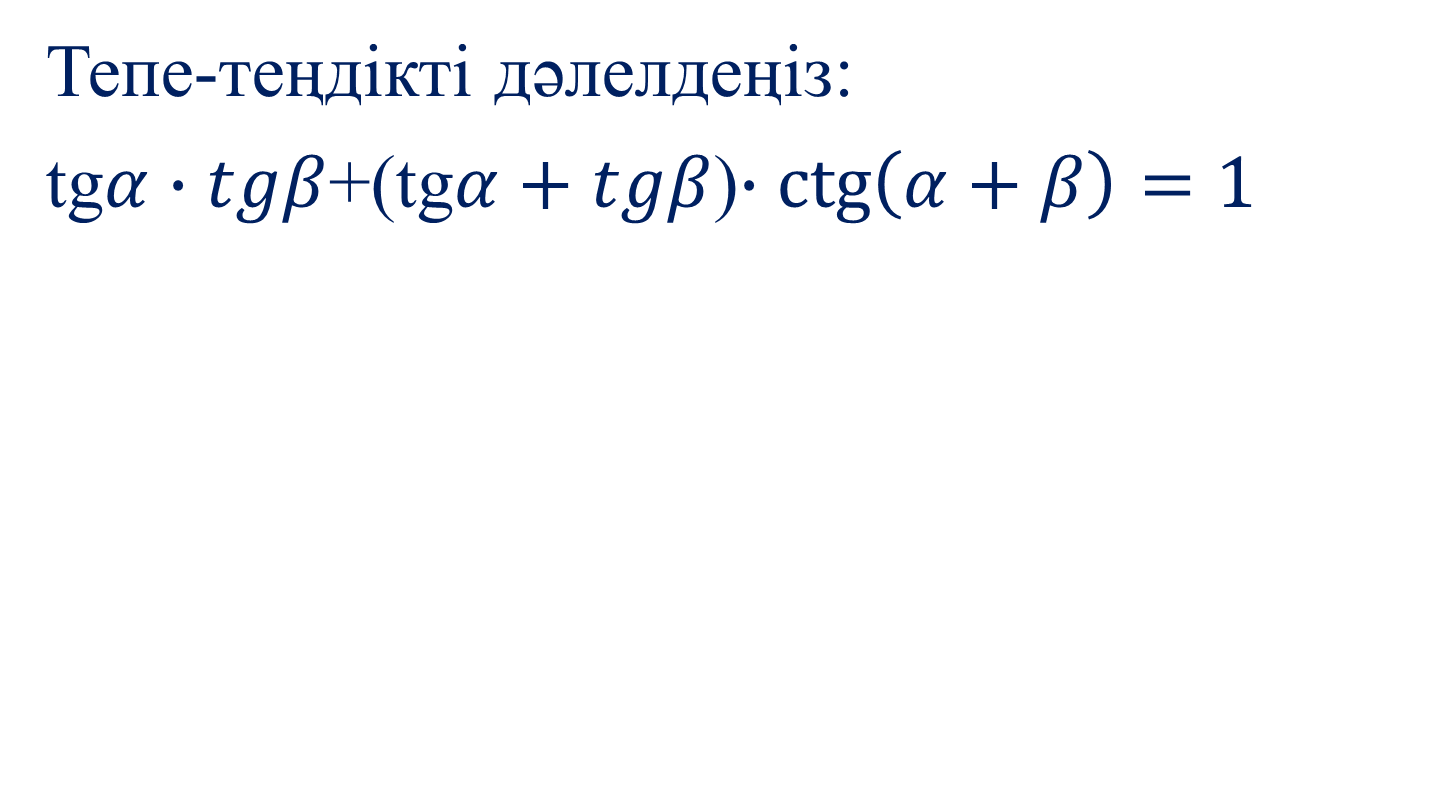 Тепе-теңдікті дәлелдеңіз:
tg𝛼 ⋅ 𝑡𝑔𝛽+(tg𝛼 + 𝑡𝑔𝛽)⋅ ctg(𝛼 + 𝛽) = 1